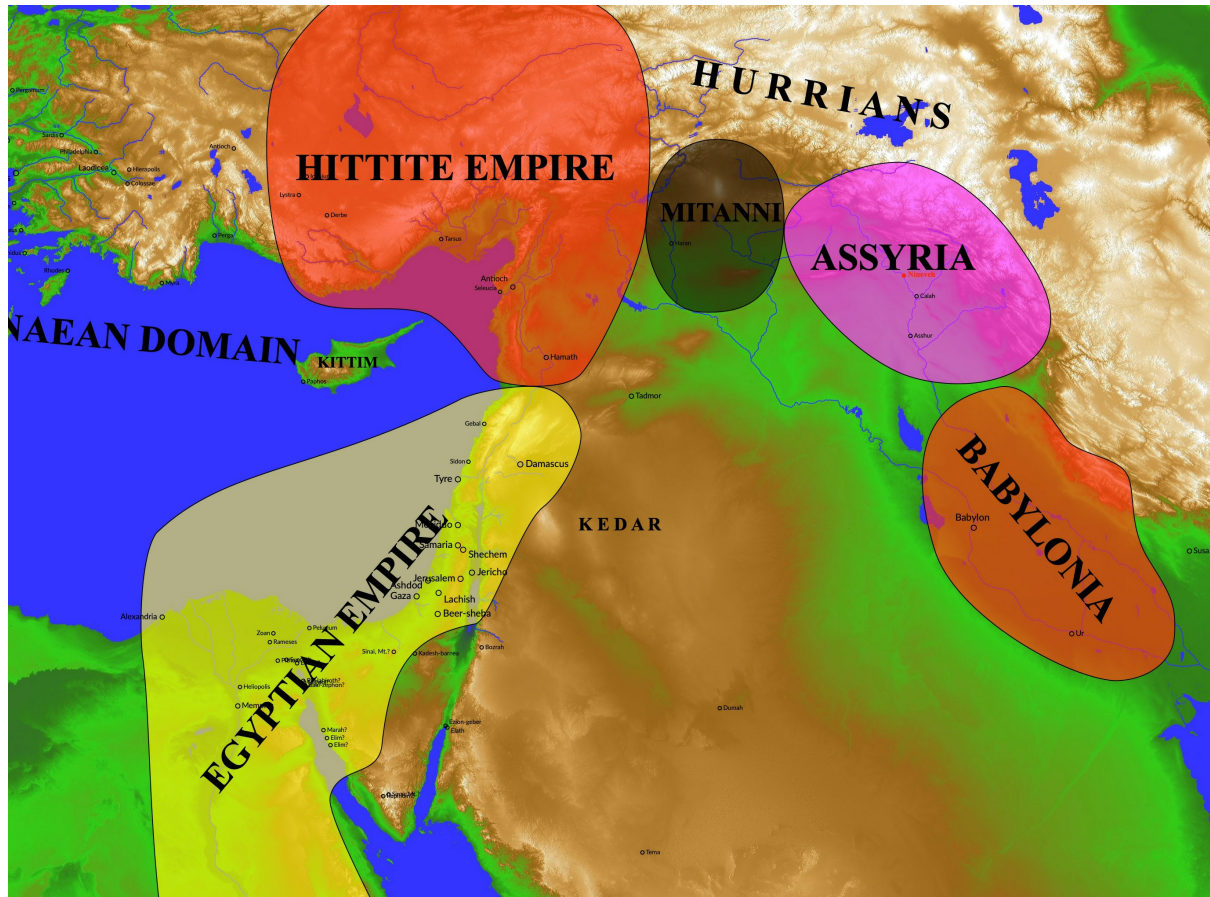 HURRIANS
Pergamum
Sardis
Philadelphia
Antioch
Laodicea
Hierapolis
Colossae
HITTITE EMPIRE
Lystra
Derbe
MITANNI
Haran
ASSYRIA
Nineveh
Calah
Asshur
Perga
Tarsus
Rhodes
Myra
Antioch
Seleucia
NAEAN DOMAIN
KITTIM
Paphos
Hamath
Tadmor
Gebal
Sidon
Damascus
Tyre
KEDAR
BABYLONIA
Babylon
Susa
Ur
Samaria
Shechem
Jerusalem
Jericho
Ashdod
Gaza
Lachish
Beer-sheba
EGYPTIAN EMPIRE
Alexandria
Pelusium
Zoan
Rameses
Sinai, Mt.?
Kadesh-barnea
Bozrah
Heliopolis
Dumah
Marah?
Elim?
Elim?
Ezion-geber
Elath
Tema